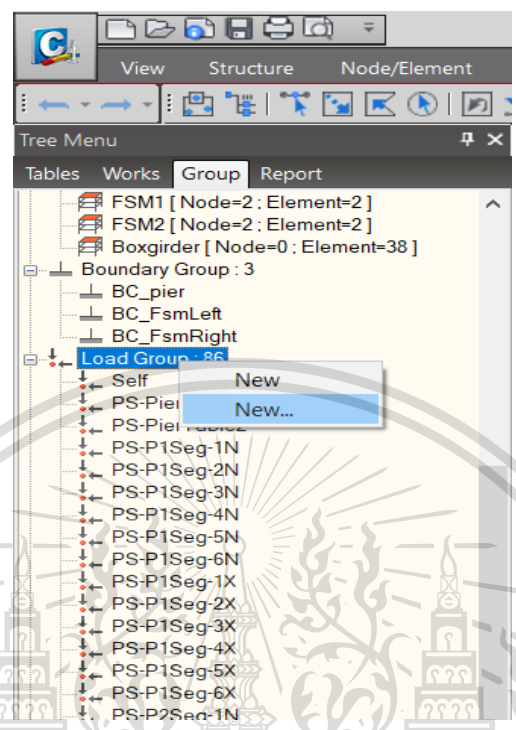 View Structure Node/Element
Tree Menu
Tables Works Group Report
FSM1 [ Node=2 ; Element=2 ]
FSM2 [ Node=2 ; Element=2 ]
Boxgirder [ Node=0 ; Element=38 ]
Boundary Group : 3
BC_pier
BC_FsmLeft
BC_FsmRight
Load Group : 86
Self
New
PS-Pier
New...
PS-P1Seg-1N
PS-P1Seg-2N
PS-P1Seg-3N
PS-P1Seg-4N
PS-P1Seg-5N
PS-P1Seg-6N
PS-P1Seg-1X
PS-P1Seg-2X
PS-P1Seg-3X
PS-P1Seg-4X
PS-P1Seg-5X
PS-P1Seg-6X
PS-P2Seg-1N